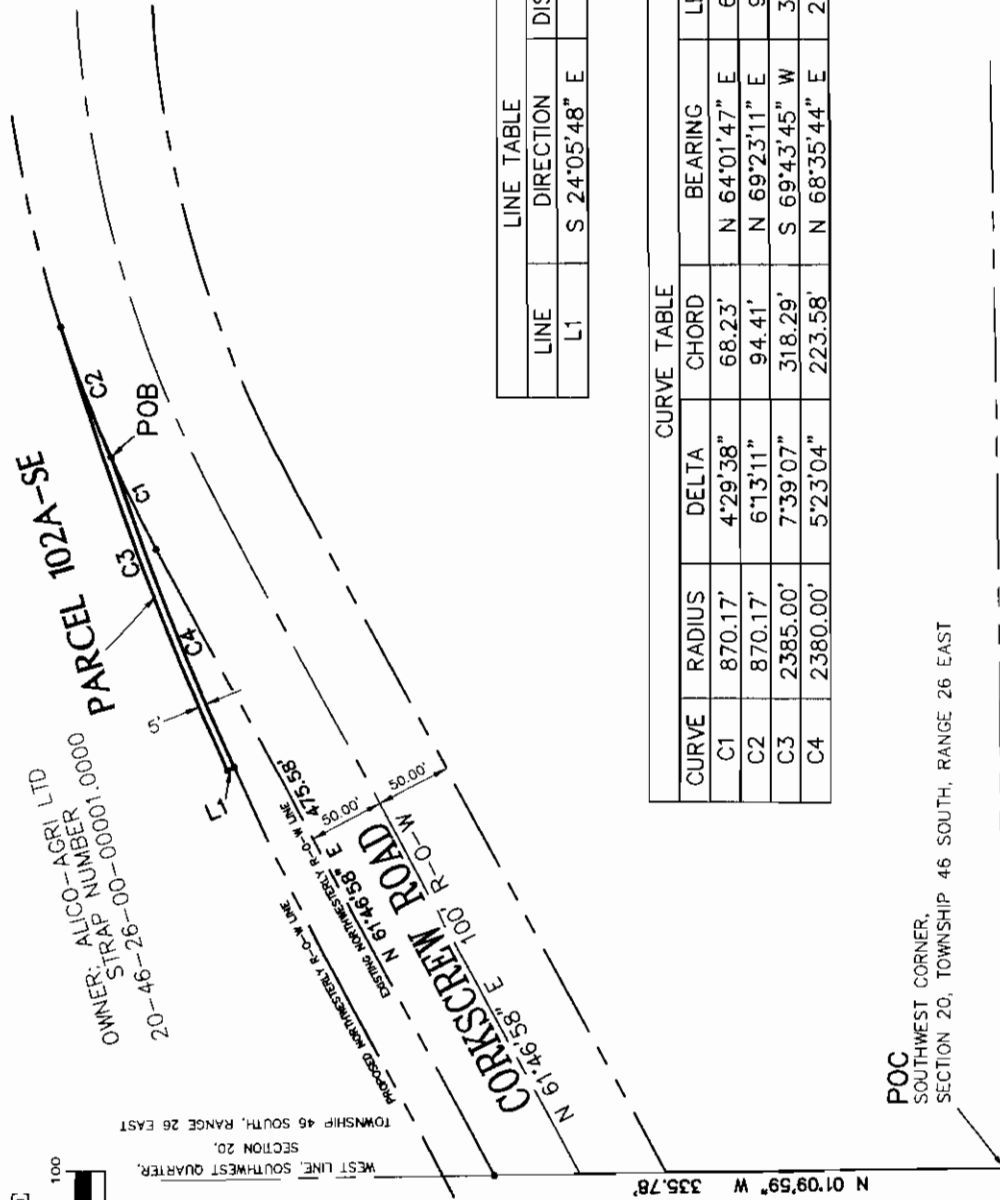 PARCEL 102A-SE
OWNER: ALICO-AGRI LTD
STRAP NUMBER
20-46-26-00-00001.0000
C2
POB
C1
C3
C4
5'
L1
PROPOSED NORTHWESTERLY R-O-W LINE
EXISTING NORTHWESTERLY R-O-W LINE
N 61°46'58" E 475.58'
50.00'
50.00'
CORKSCREW ROAD
N 61°46'58" E 100' R-O-W
WEST LINE, SOUTHWEST QUARTER,
SECTION 20,
TOWNSHIP 46 SOUTH, RANGE 26 EAST
100
N 01°09'59" W 335.78'
POC
SOUTHWEST CORNER,
SECTION 20, TOWNSHIP 46 SOUTH, RANGE 26 EAST
LINE TABLE
LINE DIRECTION
L1 S 24°05'48" E
CURVE TABLE
CURVE RADIUS DELTA CHORD BEARING
C1 870.17' 4°29'38" 68.23' N 64°01'47" E
C2 870.17' 6°13'11" 94.41' N 69°23'11" E
C3 2385.00' 7°39'07" 318.29' S 69°43'45" W
C4 2380.00' 5°23'04" 223.58' N 68°35'44" E